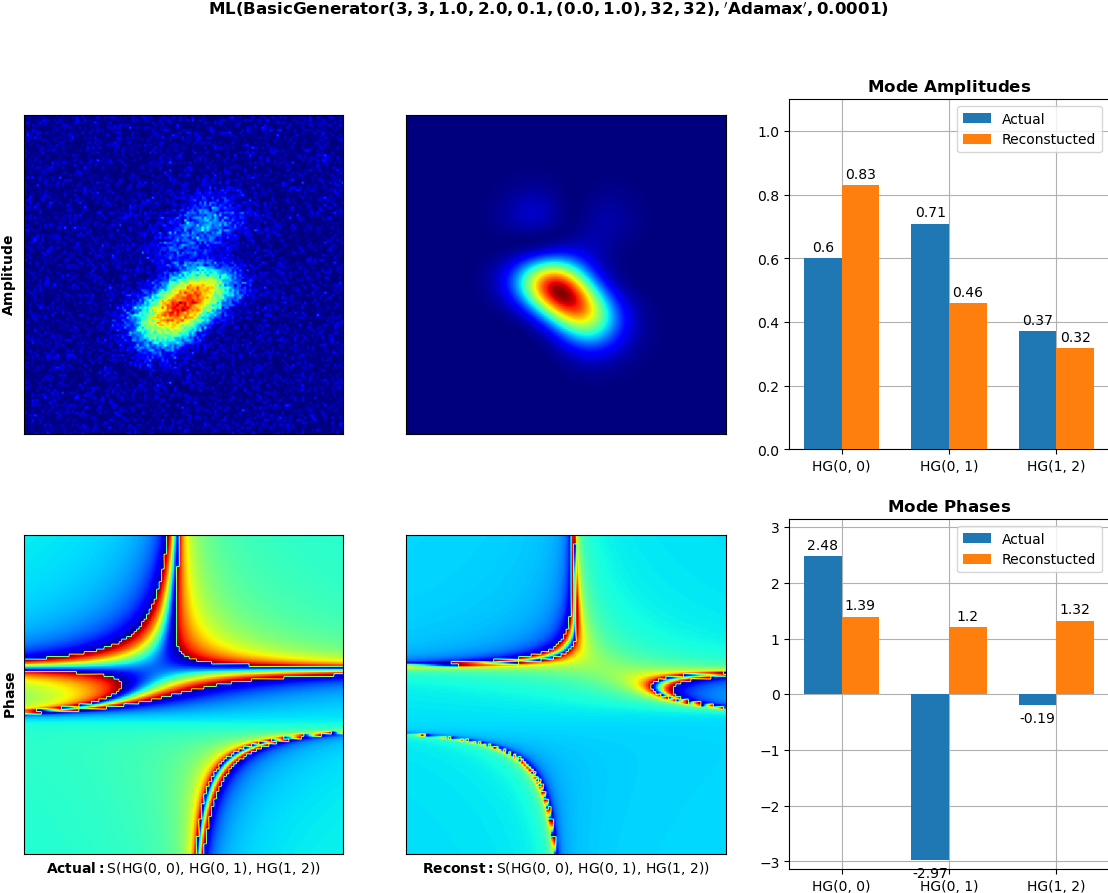 ML(BasicGenerator(3, 3, 1.0, 2.0, 0.1, (0.0, 1.0), 32, 32), ′Adamax′, 0.0001)
Amplitude
Mode Amplitudes
Actual
Reconstucted
1.0
0.8
0.6
0.4
0.2
0.0
0.6
0.83
0.71
0.46
0.37
0.32
HG(0, 0)
HG(0, 1)
HG(1, 2)
Phase
Actual: S(HG(0, 0), HG(0, 1), HG(1, 2))
Reconst: S(HG(0, 0), HG(0, 1), HG(1, 2))
Mode Phases
Actual
Reconstucted
3
2
1
0
−1
−2
−3
2.48
1.39
-2.97
1.2
-0.19
1.32
HG(0, 0)
HG(0, 1)
HG(1, 2)